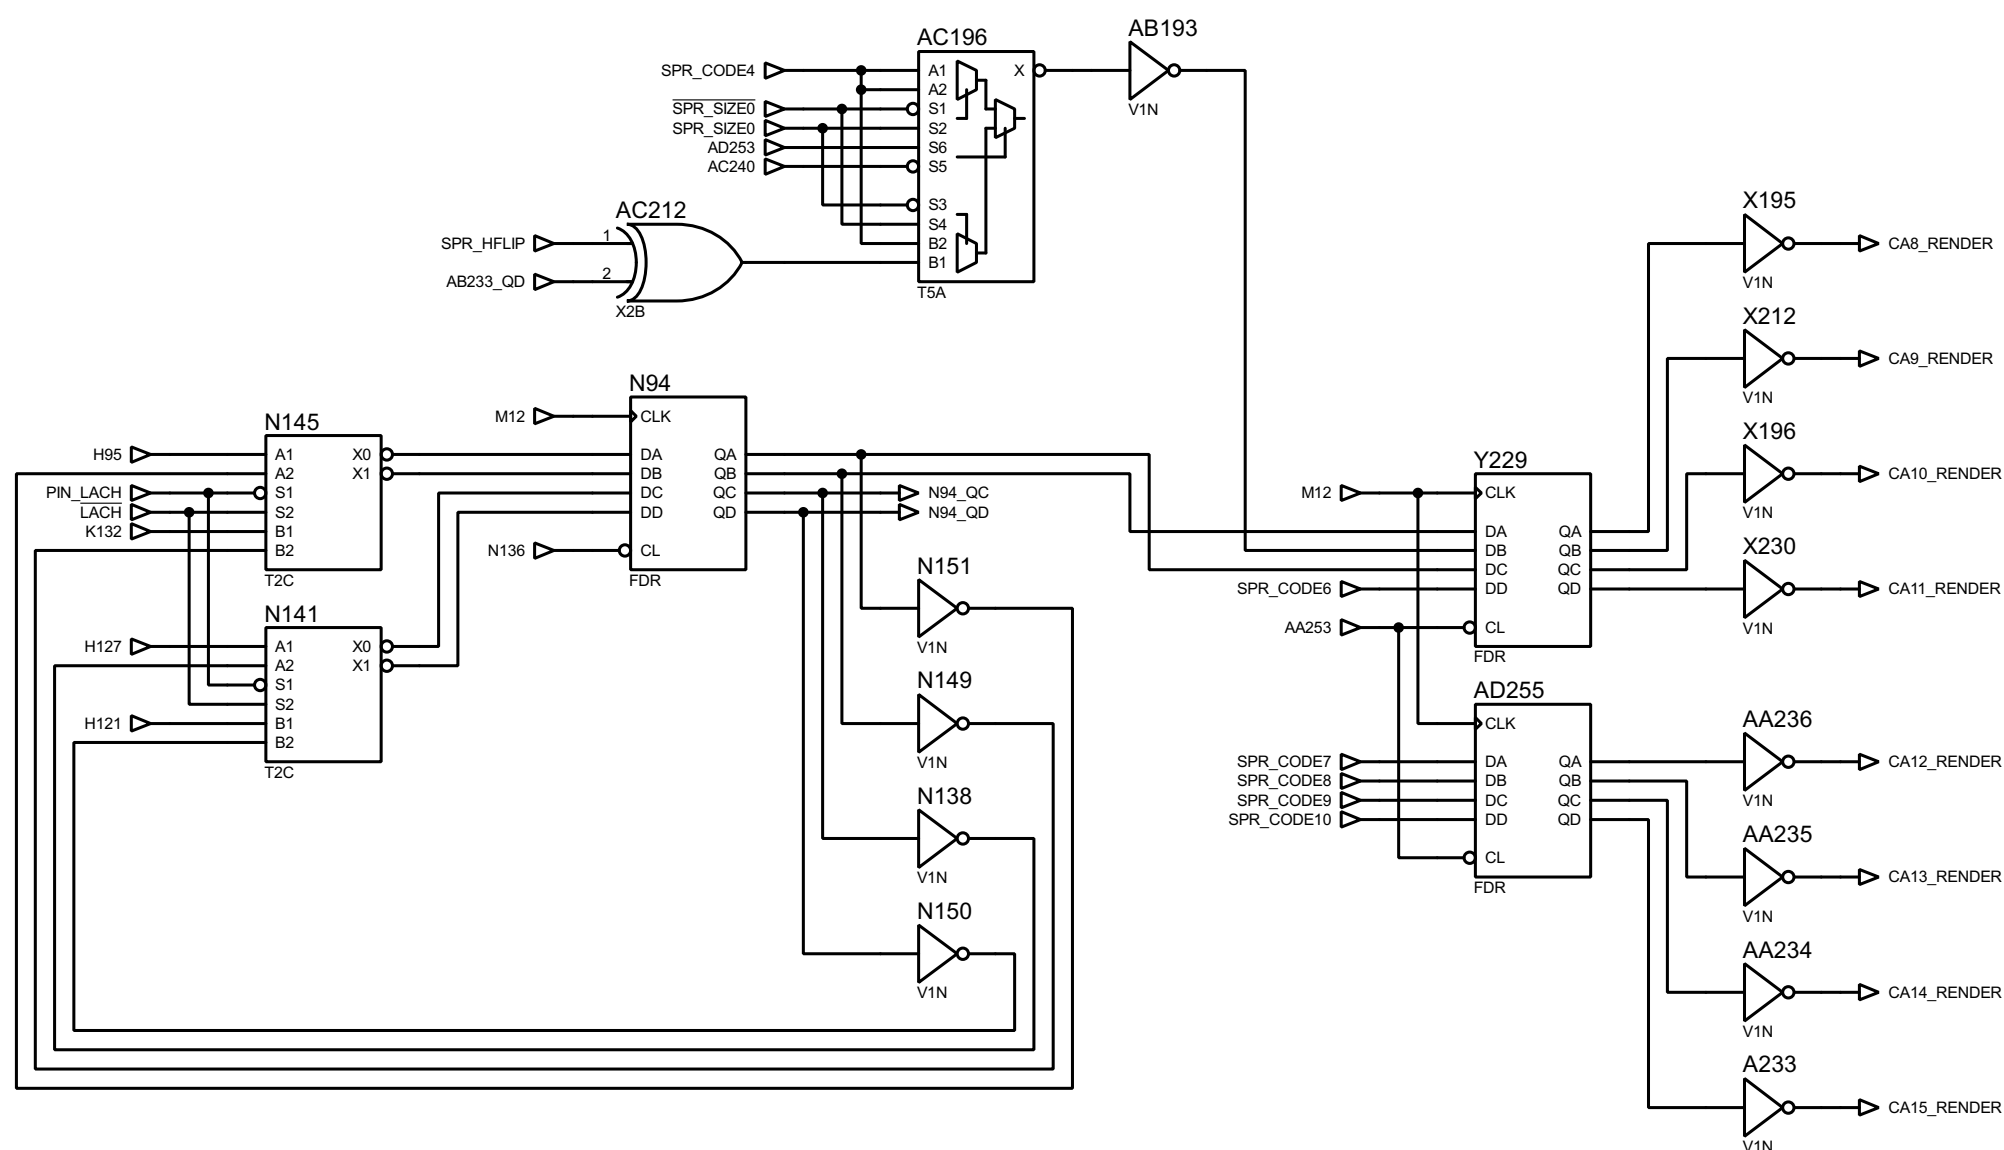 AB193
AC196
SPR_CODE4
A1
X
A2
SPR_SIZE0
S1
V1N
SPR_SIZE0
S2
AD253
S6
AC240
S5
S3
AC212
S4
SPR_HFLIP
1
B2
AB233_QD
2
B1
X2B
T5A
X195
CA8_RENDER
V1N
X212
CA9_RENDER
V1N
X196
CA10_RENDER
V1N
X230
CA11_RENDER
V1N
N145
H95
A1
X0
A2
X1
PIN_LACH
S1
LACH
S2
K132
B1
B2
T2C
N141
H127
A1
X0
A2
X1
S1
S2
H121
B1
B2
T2C
N94
M12
CLK
DA
QA
DB
QB
DC
QC
N94_QC
DD
QD
N94_QD
N136
CL
FDR
N151
V1N
N149
V1N
N138
V1N
N150
V1N
Y229
M12
CLK
DA
QA
DB
QB
DC
QC
SPR_CODE6
DD
QD
AA253
CL
FDR
AD255
CLK
SPR_CODE7
DA
QA
SPR_CODE8
DB
QB
SPR_CODE9
DC
QC
SPR_CODE10
DD
QD
CL
FDR
AA236
CA12_RENDER
V1N
AA235
CA13_RENDER
V1N
AA234
CA14_RENDER
V1N
A233
CA15_RENDER
V1N